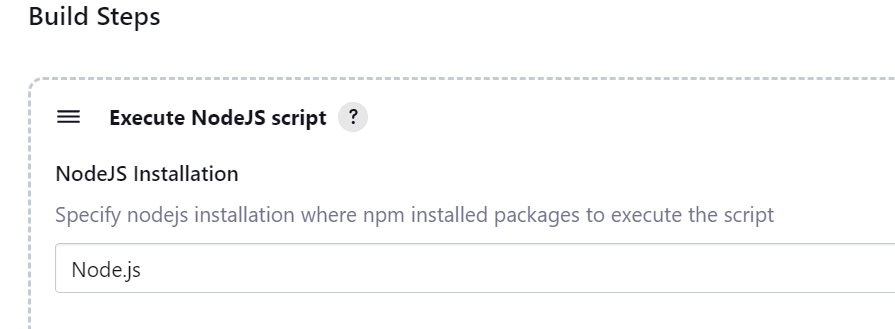 Build Steps
Execute NodeJS script ?
NodeJS Installation
Specify nodejs installation where npm installed packages to execute the script
Node.js